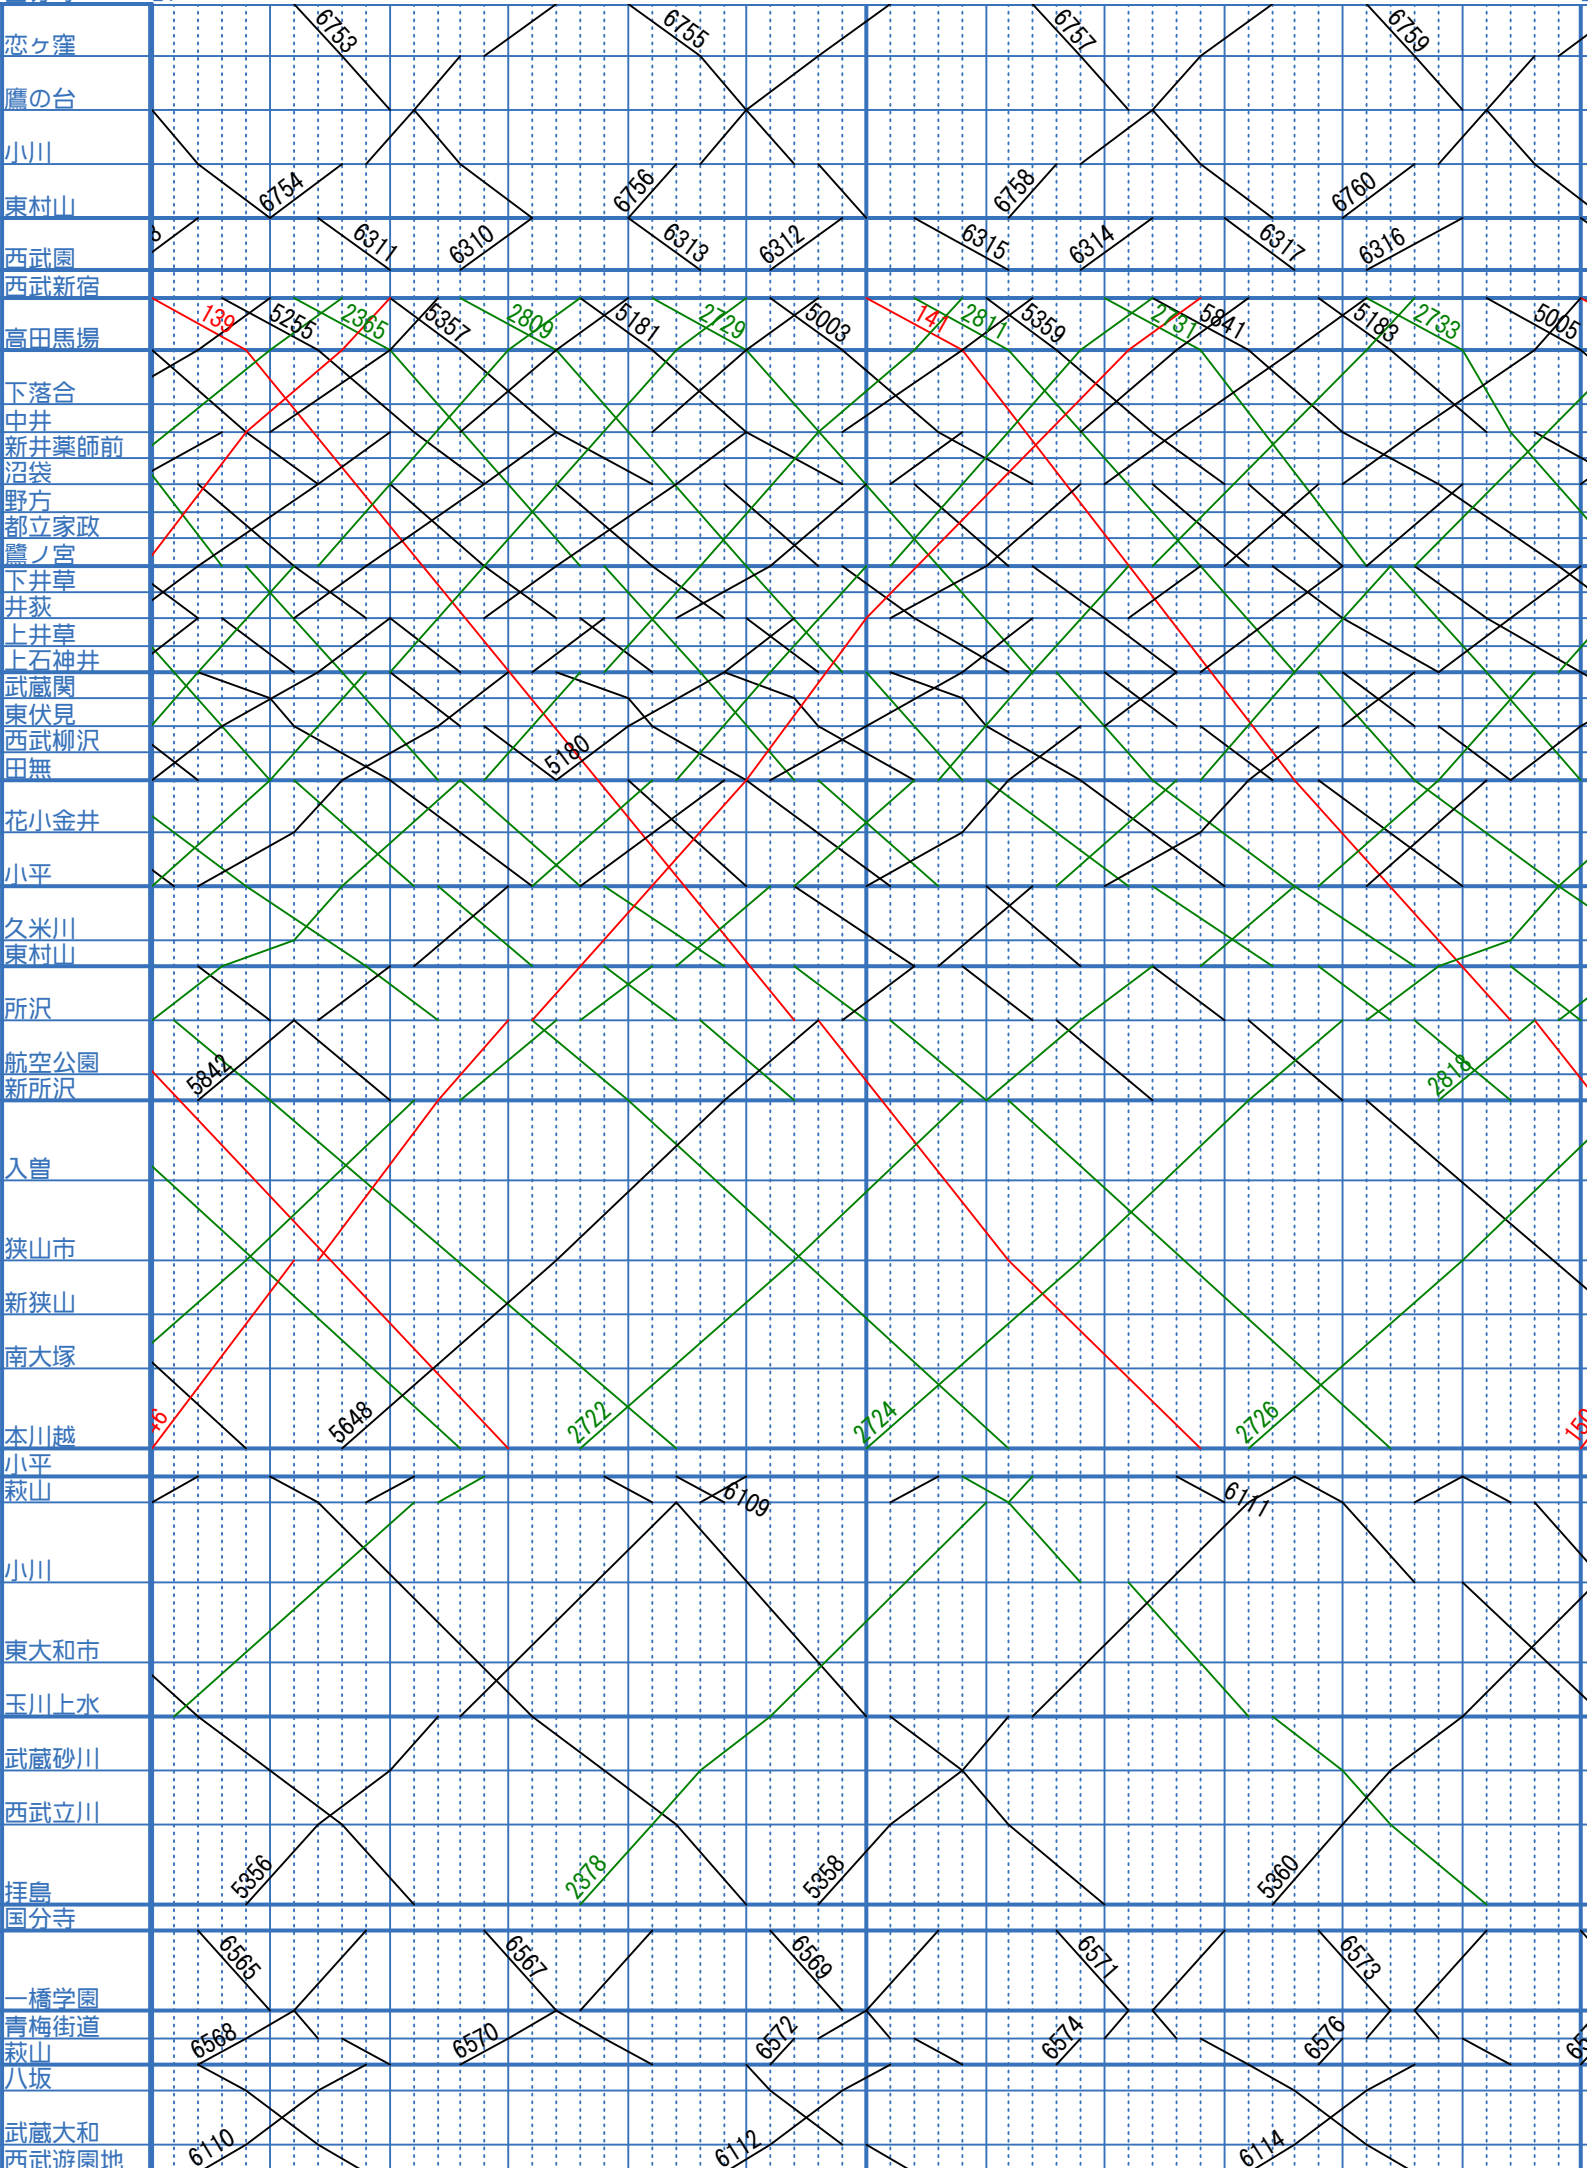 恋ヶ窪
鷹の台
小川
東村山
西武園
西武新宿
高田馬場
下落合
中井
新井薬師前
沼袋
野方
都立家政
鷺ノ宮
下井草
井荻
上井草
上石神井
武蔵関
東伏見
西武柳沢
田無
花小金井
小平
久米川
東村山
所沢
航空公園
新所沢
入曽
狭山市
新狭山
南大塚
本川越
小平
萩山
小川
東大和市
玉川上水
武蔵砂川
西武立川
拝島
国分寺
一橋学園
青梅街道
萩山
八坂
武蔵大和
西武遊園地
6753
6755
6757
6759
6754
6756
6758
6760
6311
6310
6313
6312
6315
6314
6317
6316
139
5255
2365
5357
2809
5181
2729
5003
141
2811
5359
2731
5841
5183
2733
5005
5180
5842
2818
5648
2722
2724
2726
6109
6111
5356
2378
5358
5360
6565
6567
6569
6571
6573
6568
6570
6572
6574
6576
6110
6112
6114